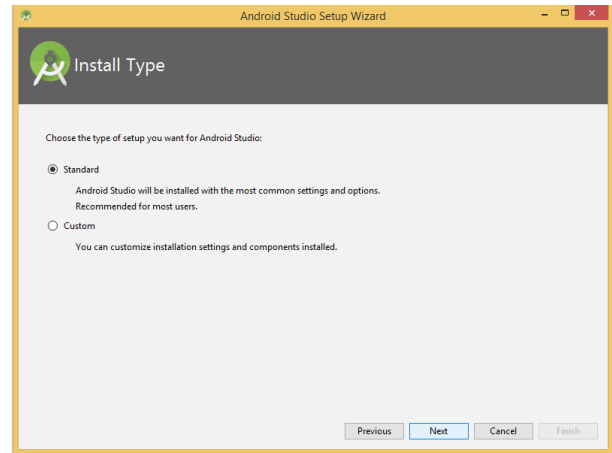 Android Studio Setup Wizard
Install Type
Choose the type of setup you want for Android Studio:
Standard
Android Studio will be installed with the most common settings and options.
Recommended for most users.
Custom
You can customize installation settings and components installed.
Previous Next Cancel Finish